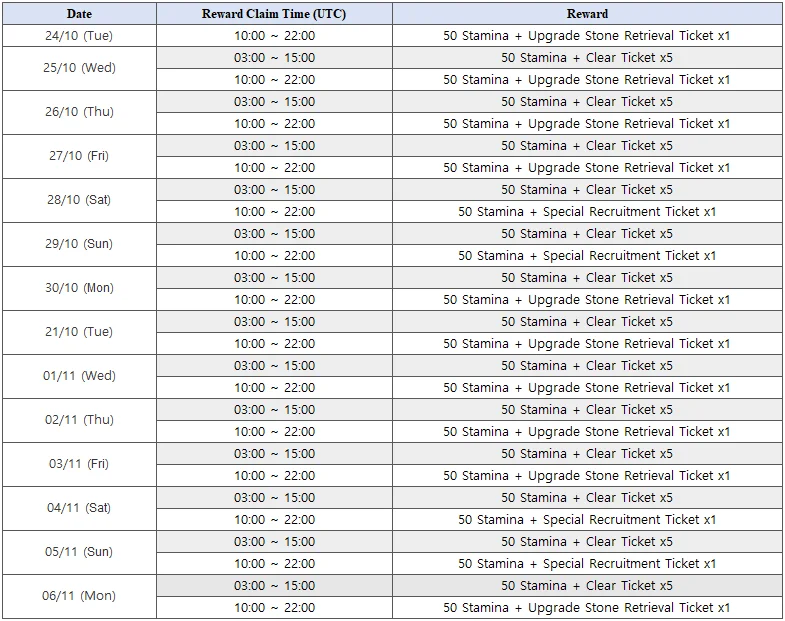 Date Reward Claim Time (UTC) Reward
24/10 (Tue) 10:00 ~ 22:00 50 Stamina + Upgrade Stone Retrieval Ticket x1
25/10 (Wed) 03:00 ~ 15:00 50 Stamina + Clear Ticket x5
10:00 ~ 22:00 50 Stamina + Upgrade Stone Retrieval Ticket x1
26/10 (Thu) 03:00 ~ 15:00 50 Stamina + Clear Ticket x5
10:00 ~ 22:00 50 Stamina + Upgrade Stone Retrieval Ticket x1
27/10 (Fri) 03:00 ~ 15:00 50 Stamina + Clear Ticket x5
10:00 ~ 22:00 50 Stamina + Upgrade Stone Retrieval Ticket x1
28/10 (Sat) 03:00 ~ 15:00 50 Stamina + Clear Ticket x5
10:00 ~ 22:00 50 Stamina + Special Recruitment Ticket x1
29/10 (Sun) 03:00 ~ 15:00 50 Stamina + Clear Ticket x5
10:00 ~ 22:00 50 Stamina + Special Recruitment Ticket x1
30/10 (Mon) 03:00 ~ 15:00 50 Stamina + Clear Ticket x5
10:00 ~ 22:00 50 Stamina + Upgrade Stone Retrieval Ticket x1
21/10 (Tue) 03:00 ~ 15:00 50 Stamina + Clear Ticket x5
10:00 ~ 22:00 50 Stamina + Upgrade Stone Retrieval Ticket x1
01/11 (Wed) 03:00 ~ 15:00 50 Stamina + Clear Ticket x5
10:00 ~ 22:00 50 Stamina + Upgrade Stone Retrieval Ticket x1
02/11 (Thu) 03:00 ~ 15:00 50 Stamina + Clear Ticket x5
10:00 ~ 22:00 50 Stamina + Upgrade Stone Retrieval Ticket x1
03/11 (Fri) 03:00 ~ 15:00 50 Stamina + Clear Ticket x5
10:00 ~ 22:00 50 Stamina + Upgrade Stone Retrieval Ticket x1
04/11 (Sat) 03:00 ~ 15:00 50 Stamina + Clear Ticket x5
10:00 ~ 22:00 50 Stamina + Special Recruitment Ticket x1
05/11 (Sun) 03:00 ~ 15:00 50 Stamina + Clear Ticket x5
10:00 ~ 22:00 50 Stamina + Special Recruitment Ticket x1
06/11 (Mon) 03:00 ~ 15:00 50 Stamina + Clear Ticket x5
10:00 ~ 22:00 50 Stamina + Upgrade Stone Retrieval Ticket x1